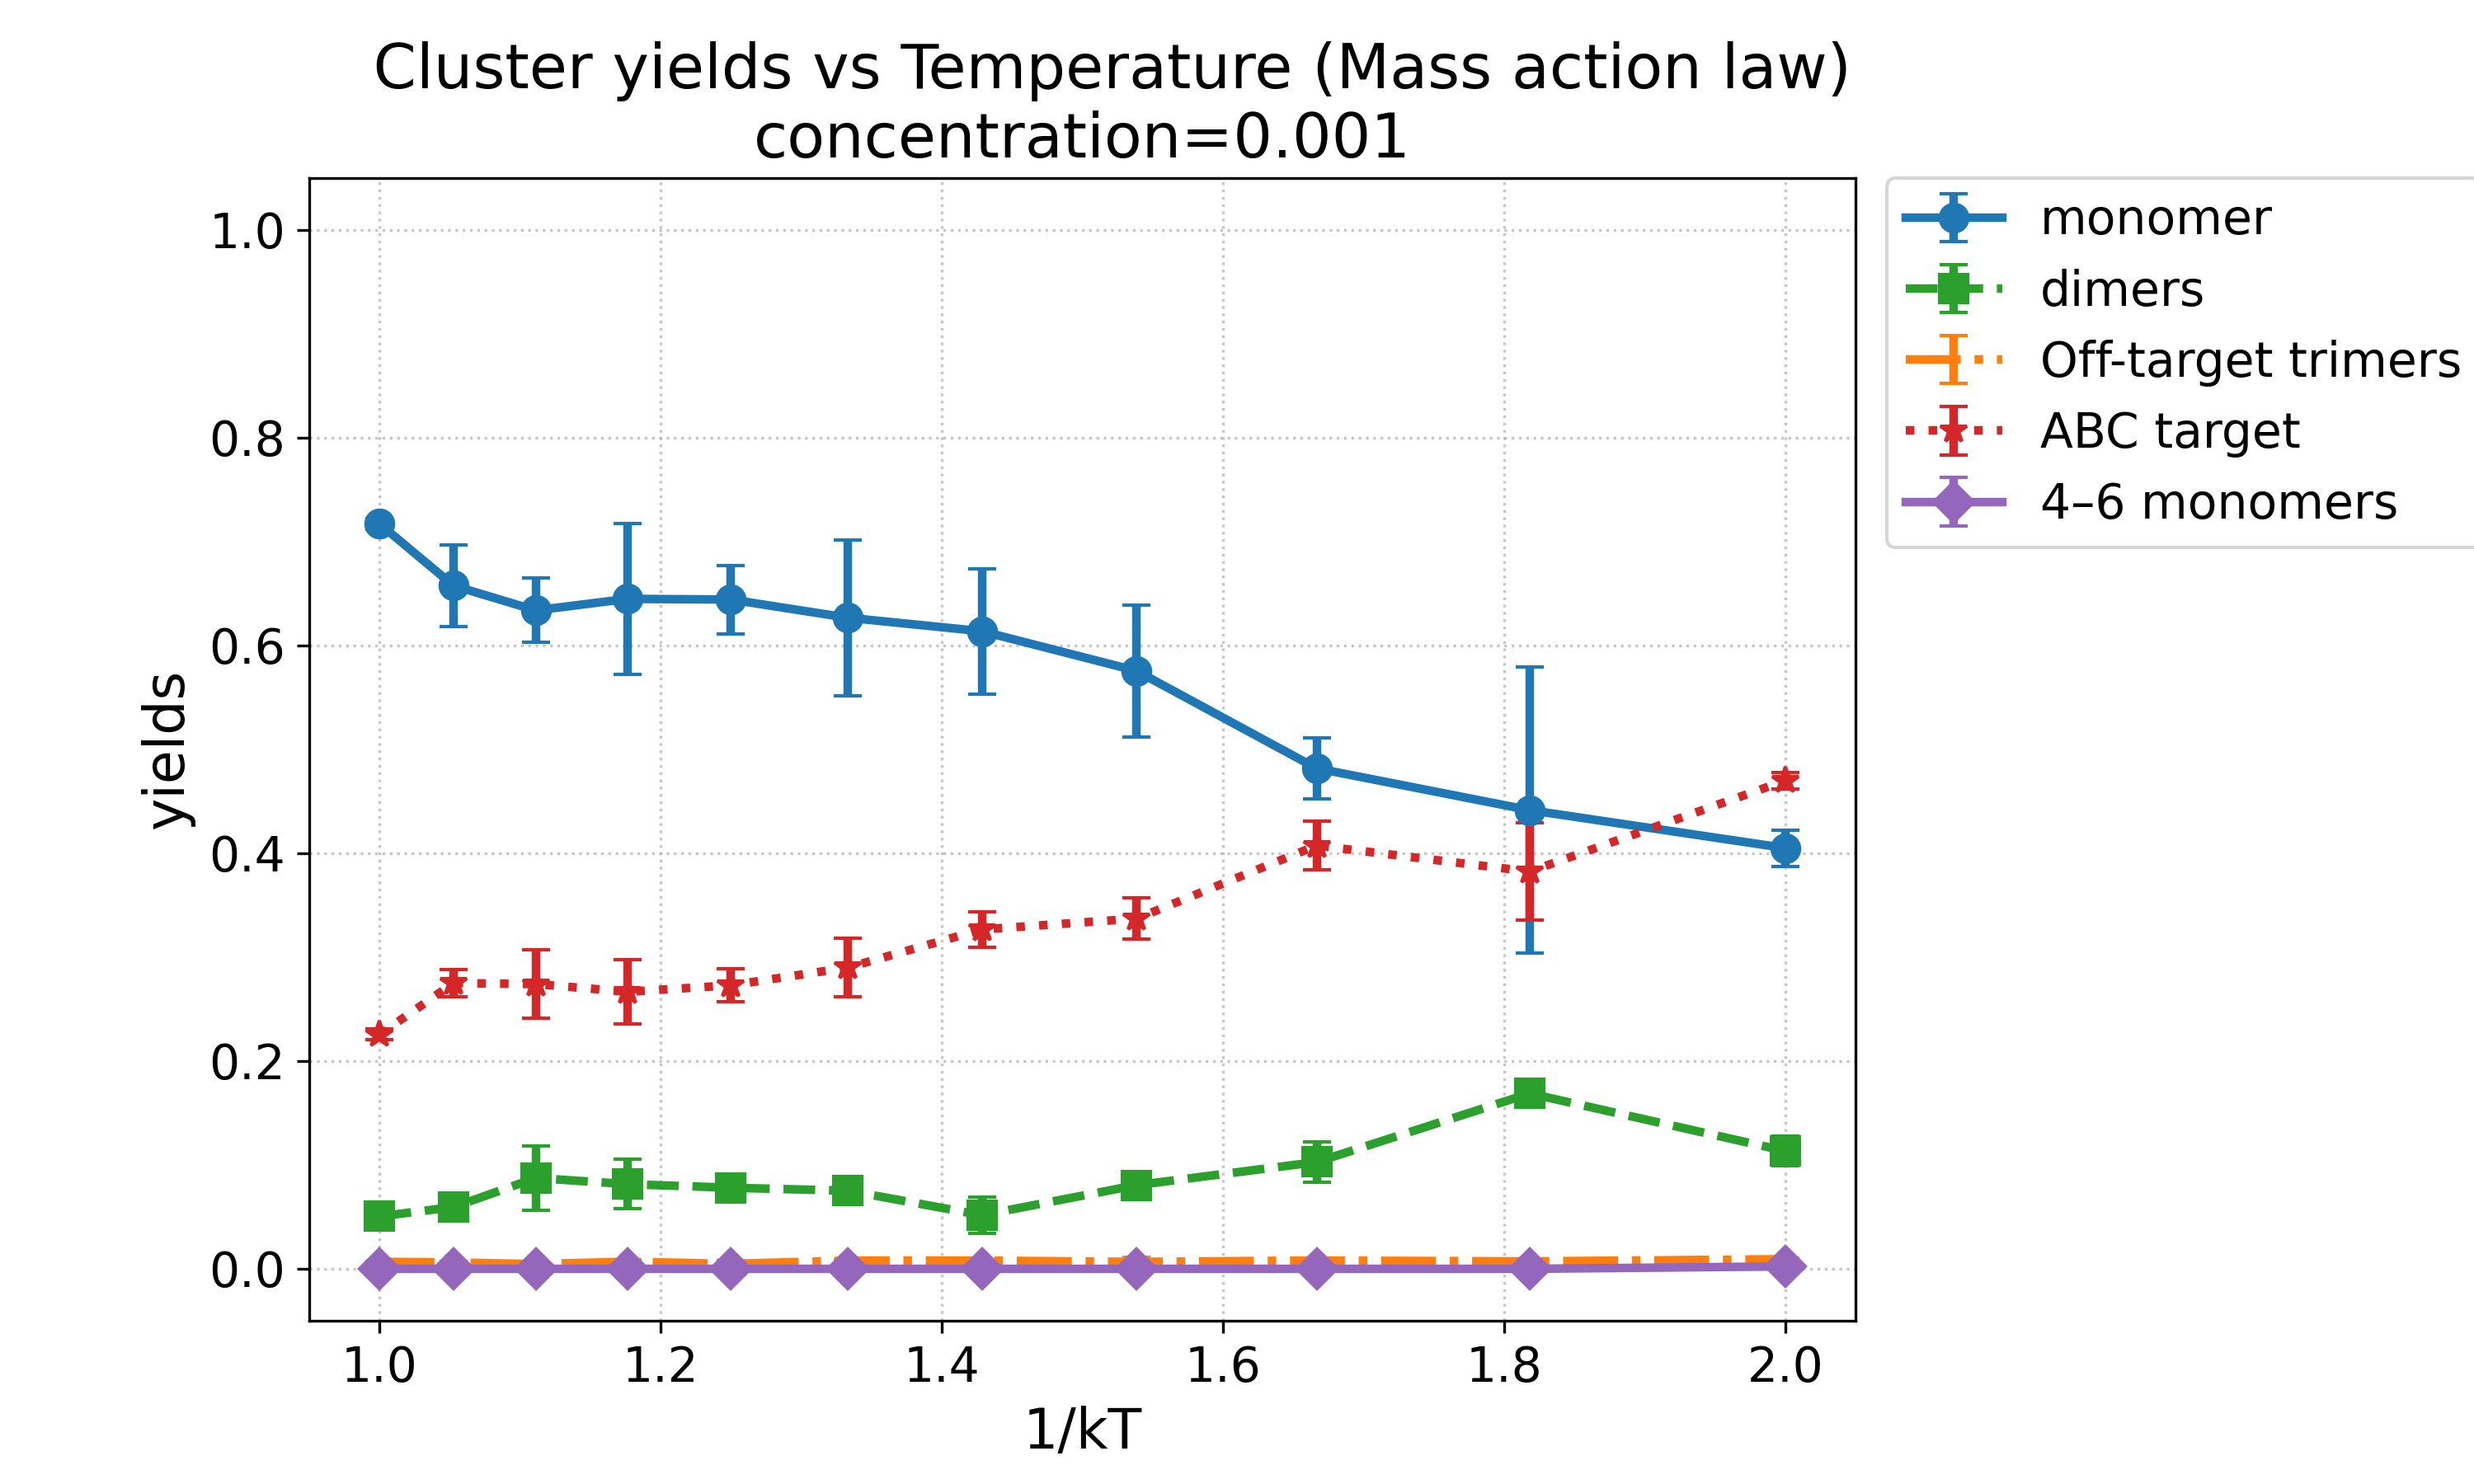 Cluster yields vs Temperature (Mass action law)
concentration=0.001
monomer
dimers
Off-target trimers
ABC target
4–6 monomers
yields
1.0
0.8
0.6
0.4
0.2
0.0
1.0 1.2 1.4 1.6 1.8 2.0
1/kT